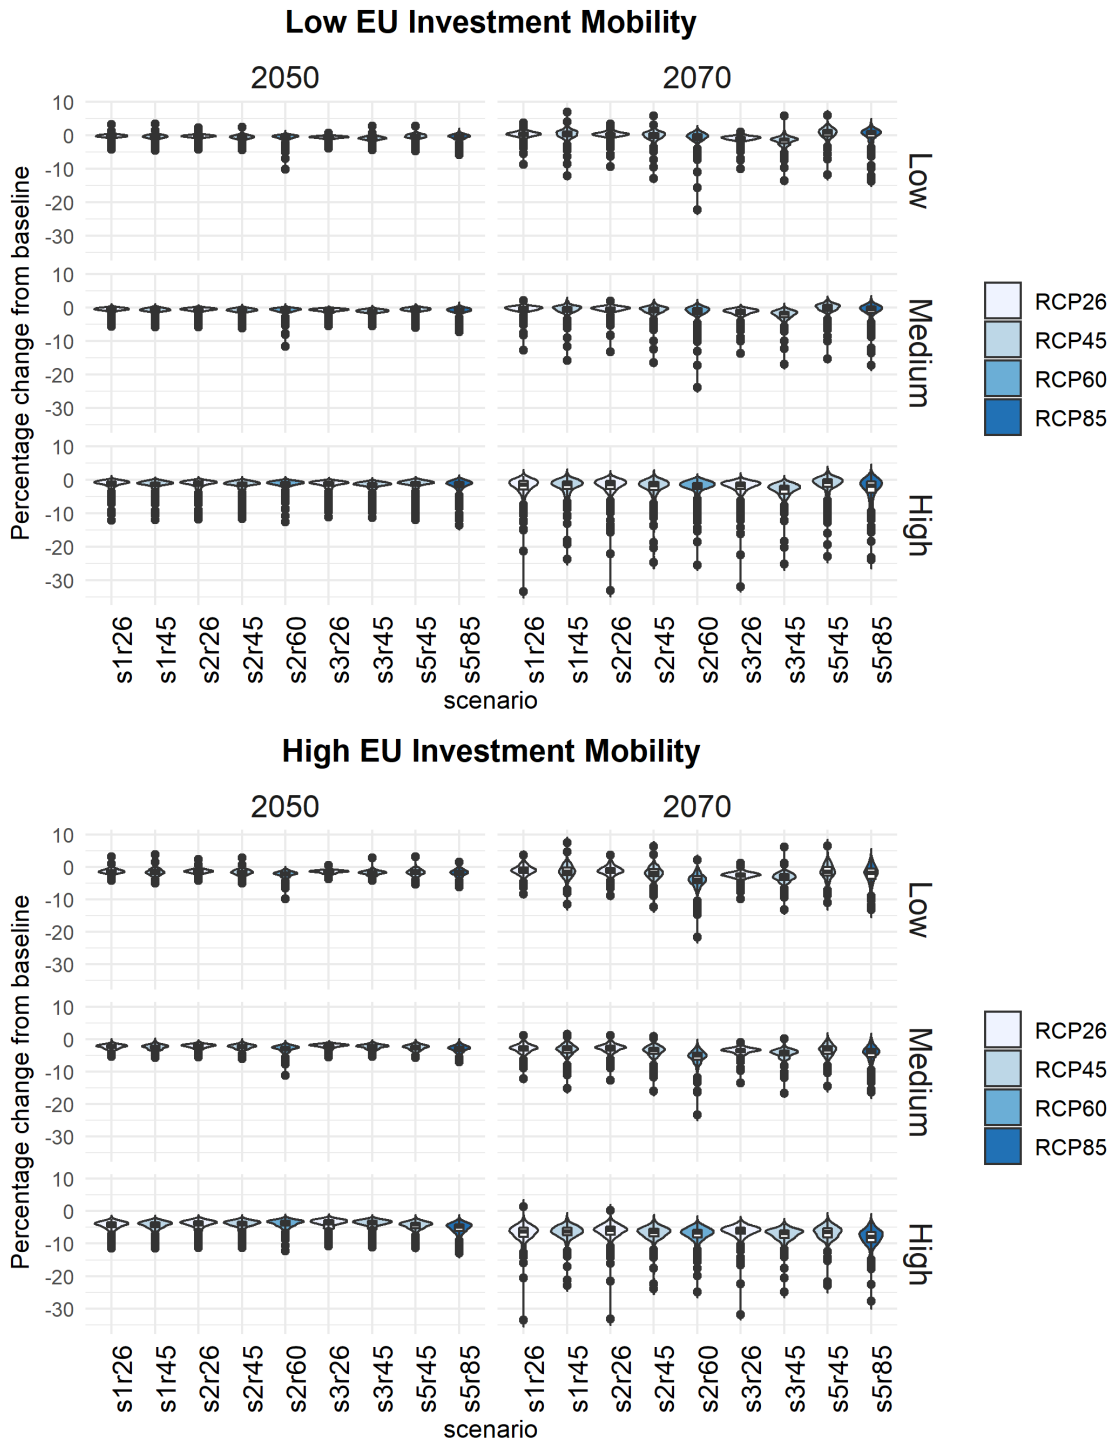 Low EU Investment Mobility
2050
2070
Percentage change from baseline
10
0
-10
-20
-30
Low
10
0
-10
-20
-30
Medium
10
0
-10
-20
-30
High
s1r26
s1r45
s2r26
s2r45
s2r60
s3r26
s3r45
s5r45
s5r85
s1r26
s1r45
s2r26
s2r45
s2r60
s3r26
s3r45
s5r45
s5r85
scenario
RCP26
RCP45
RCP60
RCP85
High EU Investment Mobility
2050
2070
Percentage change from baseline
10
0
-10
-20
-30
Low
10
0
-10
-20
-30
Medium
10
0
-10
-20
-30
High
s1r26
s1r45
s2r26
s2r45
s2r60
s3r26
s3r45
s5r45
s5r85
s1r26
s1r45
s2r26
s2r45
s2r60
s3r26
s3r45
s5r45
s5r85
scenario
RCP26
RCP45
RCP60
RCP85